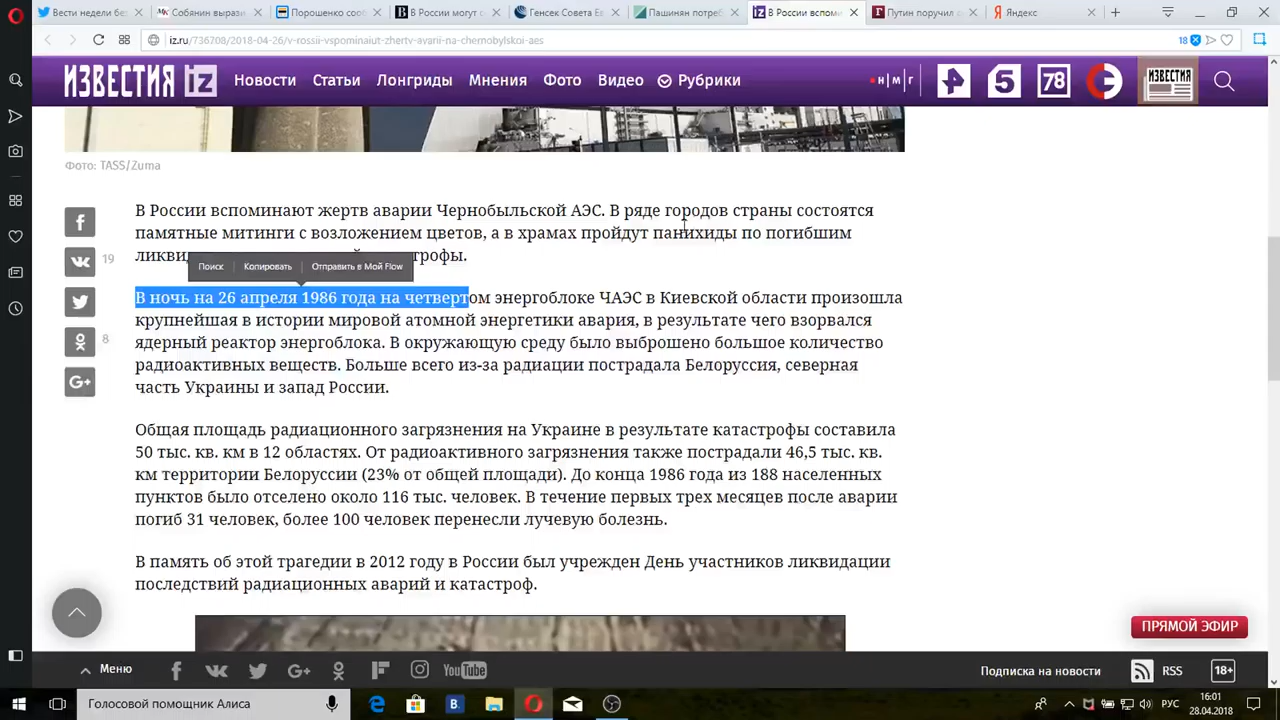 Вести недели бе
Собянин вырази
Порошенко сооб
В России могут
Генсек Совета Ев
Пашинян потреб
В России вспоми
Путин поручил о
Яндекс
iz.ru/736708/2018-04-26/v-rossii-vspominaiut-zhertv-avarii-na-chernobylskoi-aes
18
ИЗВЕСТИЯ iz
Новости Статьи Лонгриды Мнения Фото Видео Рубрики
н|м|г 5 78 ИЗВЕСТИЯ
Фото: TASS/Zuma
В России вспоминают жертв аварии Чернобыльской АЭС. В ряде городов страны состоятся
памятные митинги с возложением цветов, а в храмах пройдут панихиды по погибшим
ликвид
трофы.
Поиск Копировать Отправить в Мой Flow
В ночь на 26 апреля 1986 года на четвертом энергоблоке ЧАЭС в Киевской области произошла
крупнейшая в истории мировой атомной энергетики авария, в результате чего взорвался
ядерный реактор энергоблока. В окружающую среду было выброшено большое количество
радиоактивных веществ. Больше всего из-за радиации пострадала Белоруссия, северная
часть Украины и запад России.
19
8
G+
Общая площадь радиационного загрязнения на Украине в результате катастрофы составила
50 тыс. кв. км в 12 областях. От радиоактивного загрязнения также пострадали 46,5 тыс. кв.
км территории Белоруссии (23% от общей площади). До конца 1986 года из 188 населенных
пунктов было отселено около 116 тыс. человек. В течение первых трех месяцев после аварии
погиб 31 человек, более 100 человек перенесли лучевую болезнь.
В память об этой трагедии в 2012 году в России был учрежден День участников ликвидации
последствий радиационных аварий и катастроф.
ПРЯМОЙ ЭФИР
Меню
G+
YouTube
Подписка на новости
RSS
18+
Голосовой помощник Алиса
РУС
16:01
28.04.2018